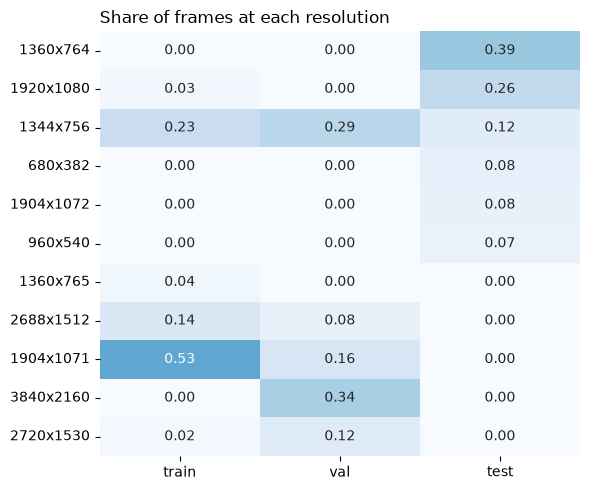 Share of frames at each resolution
1360x764 0.00 0.00 0.39
1920x1080 0.03 0.00 0.26
1344x756 0.23 0.29 0.12
680x382 0.00 0.00 0.08
1904x1072 0.00 0.00 0.08
960x540 0.00 0.00 0.07
1360x765 0.04 0.00 0.00
2688x1512 0.14 0.08 0.00
1904x1071 0.53 0.16 0.00
3840x2160 0.00 0.34 0.00
2720x1530 0.02 0.12 0.00
train val test